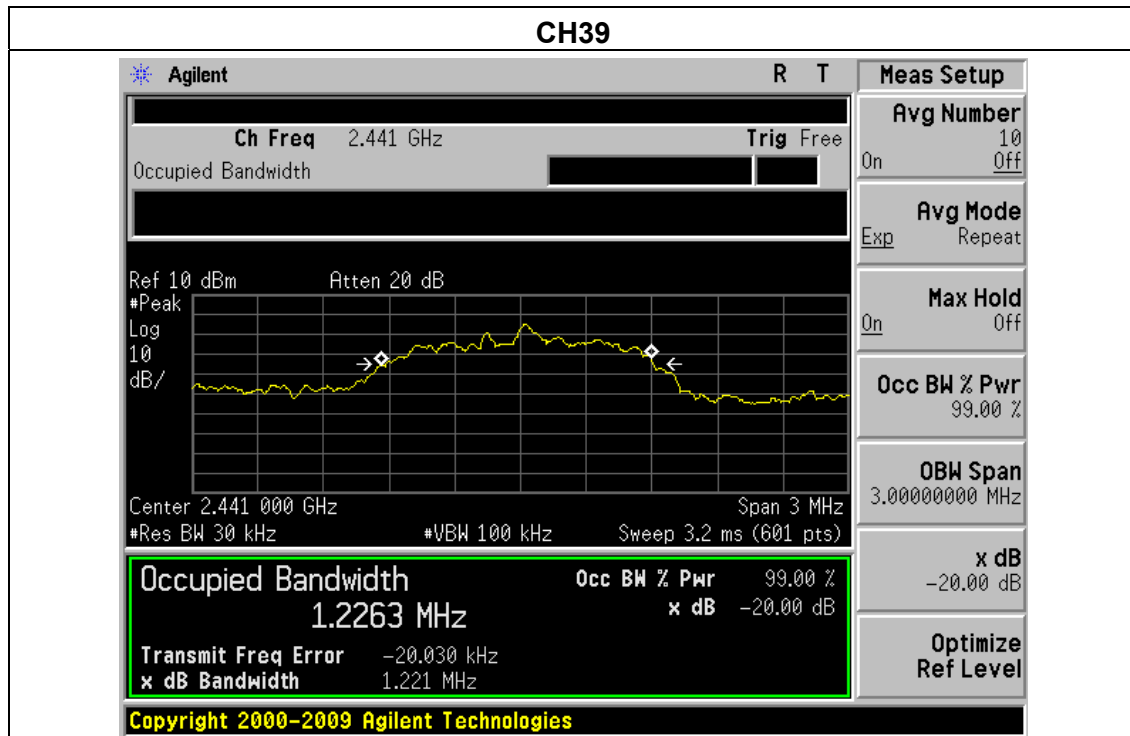 CH39
Agilent R T
Ch Freq 2.441 GHz Trig Free
Occupied Bandwidth
Ref 10 dBm Atten 20 dB
#Peak
Log
10
dB/
Center 2.441 000 GHz Span 3 MHz
#Res BW 30 kHz #VBW 100 kHz Sweep 3.2 ms (601 pts)
Occupied Bandwidth Occ BW % Pwr 99.00 %
1.2263 MHz x dB -20.00 dB
Transmit Freq Error -20.030 kHz
x dB Bandwidth 1.221 MHz
Copyright 2000-2009 Agilent Technologies
Meas Setup
Avg Number
10
On Off
Avg Mode
Exp Repeat
Max Hold
On Off
Occ BW % Pwr
99.00 %
OBW Span
3.00000000 MHz
x dB
-20.00 dB
Optimize
Ref Level